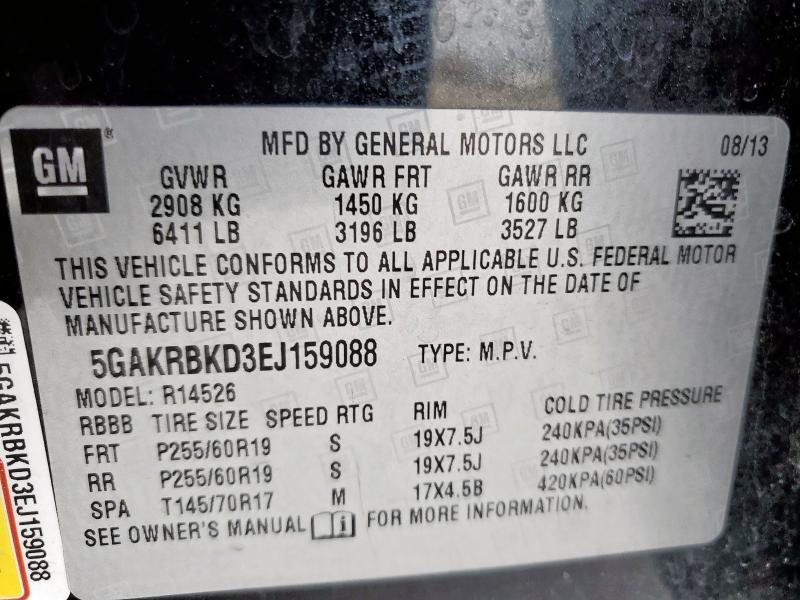 GM ®
MFD BY GENERAL MOTORS LLC 08/13
GVWR GAWR FRT GAWR RR
2908 KG 1450 KG 1600 KG
6411 LB 3196 LB 3527 LB
THIS VEHICLE CONFORMS TO ALL APPLICABLE U.S. FEDERAL MOTOR
VEHICLE SAFETY STANDARDS IN EFFECT ON THE DATE OF
MANUFACTURE SHOWN ABOVE.
5GAKRBKD3EJ159088 TYPE: M.P.V.
MODEL: R14526
RBBB TIRE SIZE SPEED RTG RIM COLD TIRE PRESSURE
FRT P255/60R19 S 19X7.5J 240KPA(35PSI)
RR P255/60R19 S 19X7.5J 240KPA(35PSI)
SPA T145/70R17 M 17X4.5B 420KPA(60PSI)
SEE OWNER'S MANUAL i FOR MORE INFORMATION.
5GAKRBKD3EJ159088